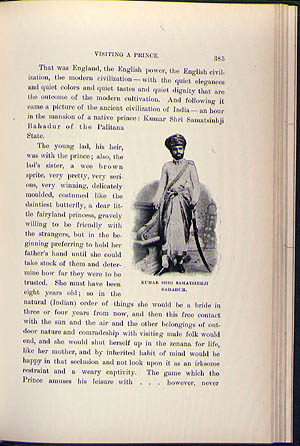 VISITING A PRINCE.
385
That was England, the English power, the English civil-
ization, the modern civilization—with the quiet elegances
and quiet colors and quiet tastes and quiet dignity that are
the outcome of the modern cultivation. And following it
came a picture of the ancient civilization of India—an hour
in the mansion of a native prince: Kumar Shri Samatsinhji
Bahadur of the Palitana
State.
The young lad, his heir,
was with the prince; also, the
lad's sister, a wee brown
sprite, very pretty, very seri-
ous, very winning, delicately
moulded, costumed like the
daintiest butterfly, a dear lit-
tle fairyland princess, gravely
willing to be friendly with
the strangers, but in the be-
ginning preferring to hold her
father's hand until she could
take stock of them and deter-
mine how far they were to be
trusted. She must have been
eight years old; so in the
natural (Indian) order of things she would be a bride in
three or four years from now, and then this free contact
with the sun and the air and the other belongings of out-
door nature and comradeship with visiting male folk would
end, and she would shut herself up in the zenana for life,
like her mother, and by inherited habit of mind would be
happy in that seclusion and not look upon it as an irksome
restraint and a weary captivity. The game which the
Prince amuses his leisure with . . . however, never
KUMAR SHRI SAMATSINHJI
BAHADUR.